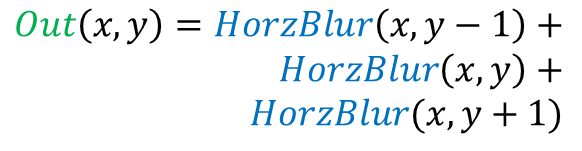 Out(x, y) = HorzBlur(x, y − 1) +
HorzBlur(x, y) +
HorzBlur(x, y + 1)